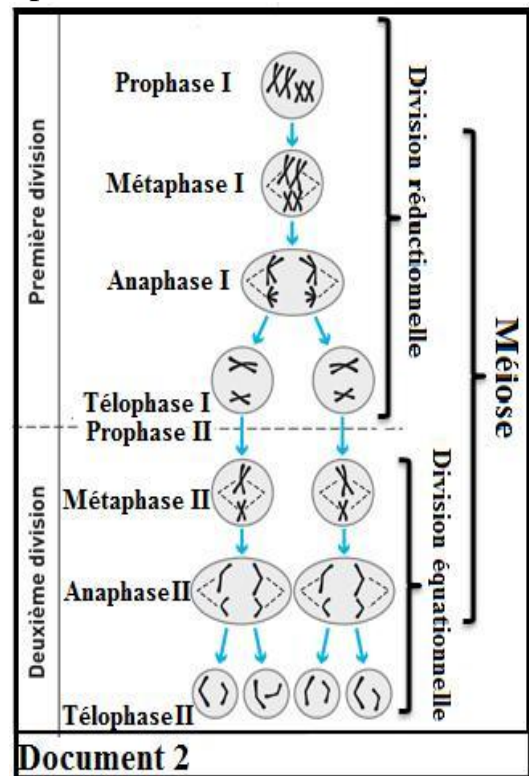 Prophase I
Métaphase I
Anaphase I
Télophase I
Prophase II
Métaphase II
Anaphase II
Télophase II
Première division
Deuxième division
Division réductionnelle
Division équationnelle
Méiose
Document 2